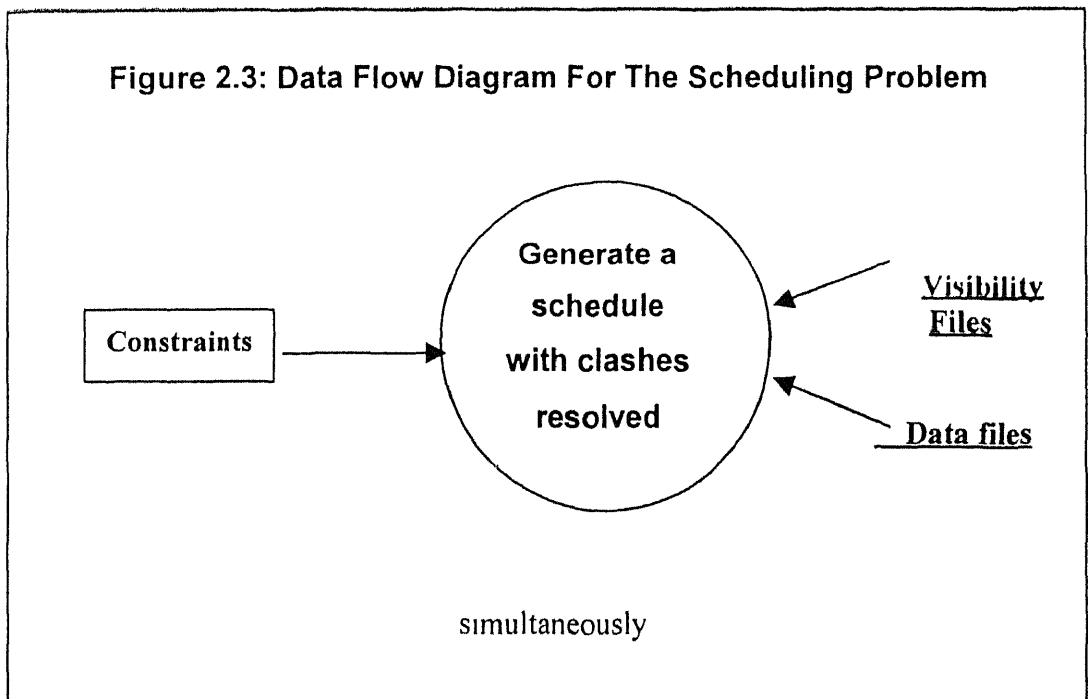 Figure 2.3: Data Flow Diagram For The Scheduling Problem
Generate a
schedule
with clashes
resolved
Constraints
Visibility
Files
Data files
simultaneously